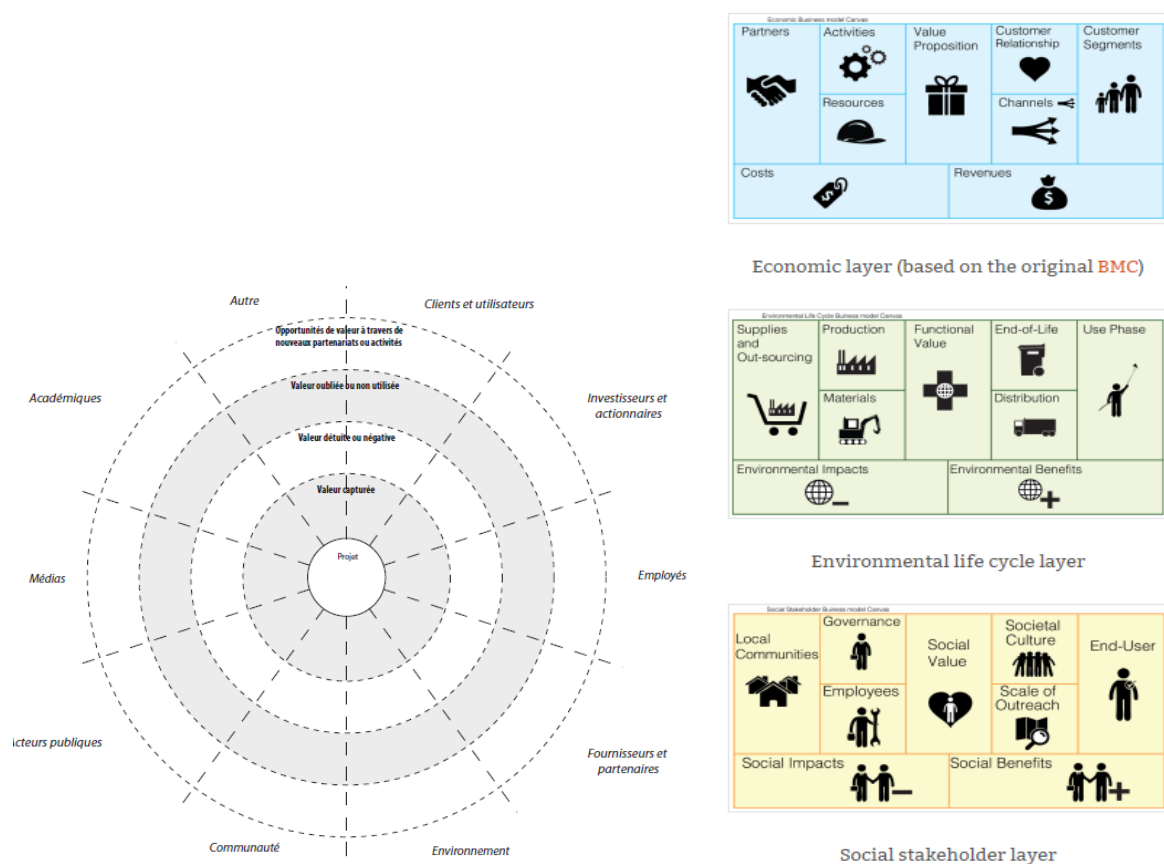 Autre
Clients et utilisateurs
Opportunités de valeur à travers de
nouveaux partenariats ou activités
Valeur oubliée ou non utilisée
Académiques
Investisseurs et
actionnaires
Valeur détuite ou négative
Valeur capturée
Projet
Médias
Employés
cteurs publiques
Fournisseurs et
partenaires
Communauté
Environnement
Economic Business model Canvas
Partners
Activities
Value
Proposition
Customer
Relationship
Customer
Segments
Resources
Channels
Costs
Revenues
Economic layer (based on the original BMC)
Environmental Life Cycle Buiness model Canvas
Supplies
and
Out-sourcing
Production
Functional
Value
End-of-Life
Use Phase
Materials
Distribution
Environmental Impacts
Environmental Benefits
Environmental life cycle layer
Social Stakeholder Buiness model Canvas
Local
Communities
Governance
Social
Value
Societal
Culture
End-User
Employees
Scale of
Outreach
Social Impacts
Social Benefits
Social stakeholder layer